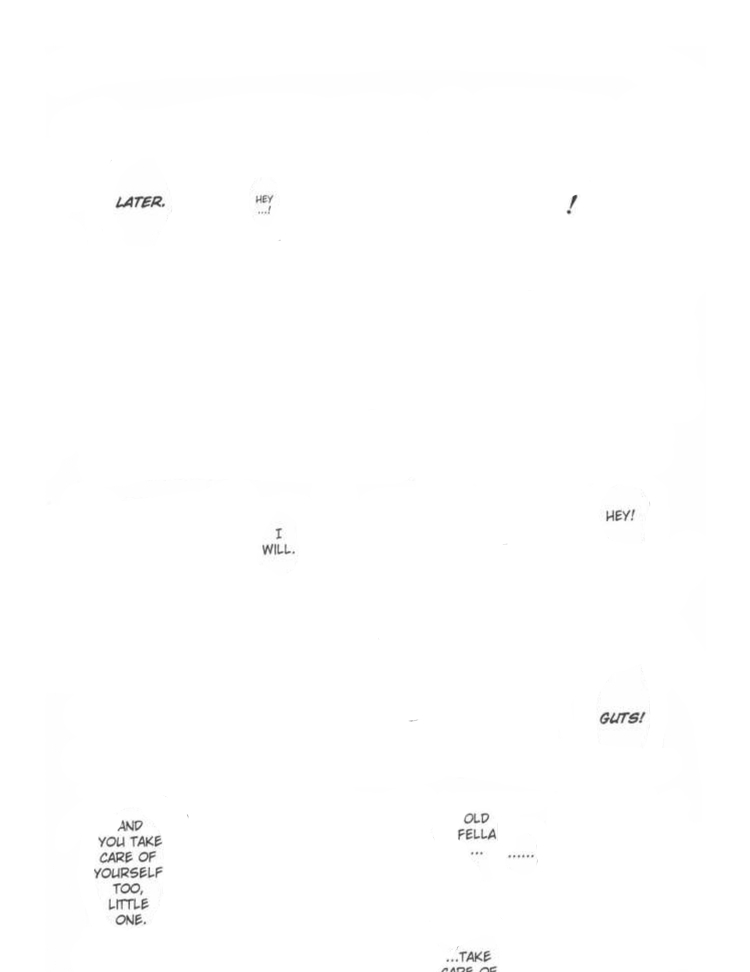 !
HEY
...!
LATER.
HEY!
I
WILL.
GUTS!
......
OLD
FELLA
...
...TAKE
CARE OF
AND
YOU TAKE
CARE OF
YOURSELF
TOO,
LITTLE
ONE.